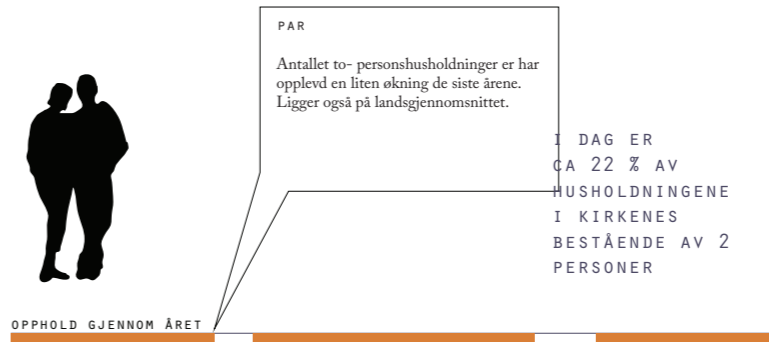 PAR
Antallet to- personshusholdninger er har
opplevd en liten økning de siste årene.
Ligger også på landsgjennomsnittet.
I DAG ER
CA 22 % AV
HUSHOLDNINGENE
I KIRKENES
BESTÅENDE AV 2
PERSONER
OPPHOLD GJENNOM ÅRET